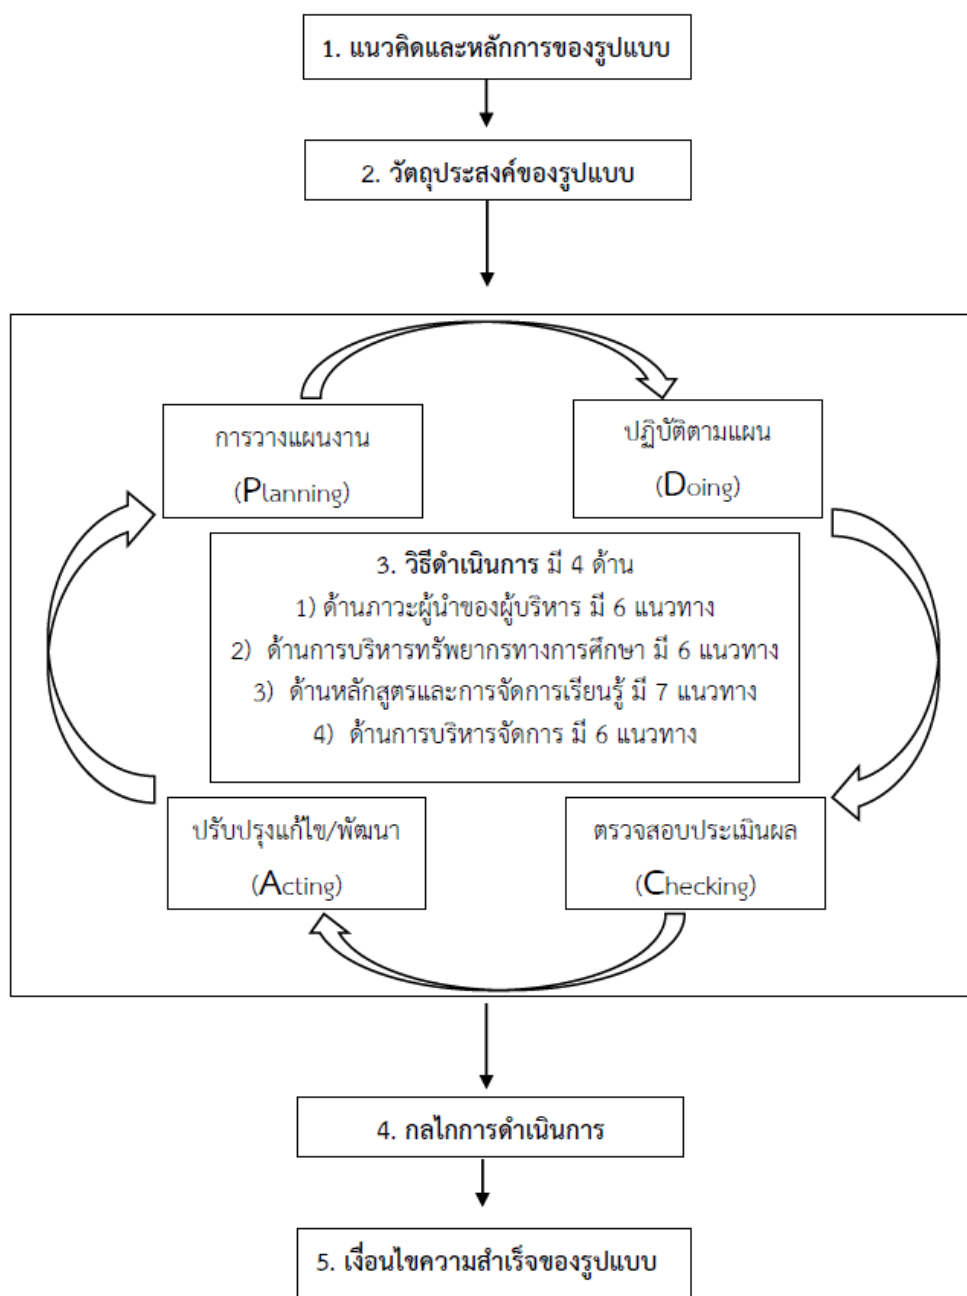 1. แนวคิดและหลักการของรูปแบบ
2. วัตถุประสงค์ของรูปแบบ
การวางแผนงาน
(Planning)
ปฏิบัติตามแผน
(Doing)
3. วิธีดำเนินการ มี 4 ด้าน
1) ด้านภาวะผู้นำของผู้บริหาร มี 6 แนวทาง
2) ด้านการบริหารทรัพยากรทางการศึกษา มี 6 แนวทาง
3) ด้านหลักสูตรและการจัดการเรียนรู้ มี 7 แนวทาง
4) ด้านการบริหารจัดการ มี 6 แนวทาง
ปรับปรุงแก้ไข/พัฒนา
(Acting)
ตรวจสอบประเมินผล
(Checking)
4. กลไกการดำเนินการ
5. เงื่อนไขความสำเร็จของรูปแบบ